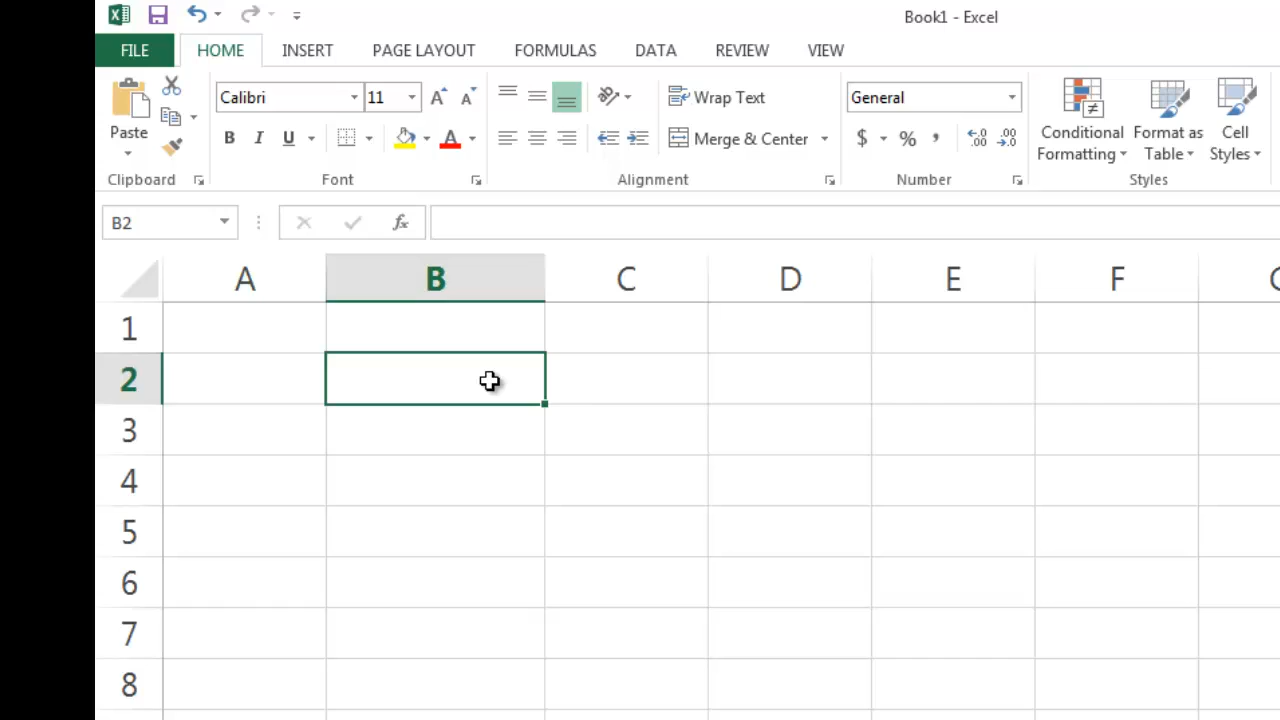 Book1 - Excel
FILE HOME INSERT PAGE LAYOUT FORMULAS DATA REVIEW VIEW
Calibri 11 Wrap Text General
Paste B I U A Merge & Center $ % , Conditional Formatting Format as Table Cell Styles
Clipboard Font Alignment Number Styles
B2 fx
A B C D E F
1
2
3
4
5
6
7
8